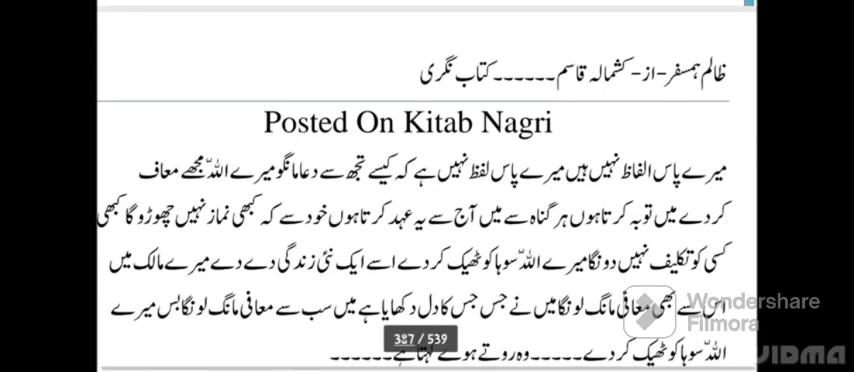 ظالم ہمسفر-از- کشمالہ قاسم۔۔۔۔۔۔ کتاب نگری
Posted On Kitab Nagri
میرے پاس الفاظ نہیں ہیں میرے پاس لفظ نہیں ہے کہ کیسے تجھ سے دعا مانگو میرے اللہ مجھے معاف
کر دے میں توبہ کرتا ہوں ہر گناہ سے میں آج سے یہ عہد کرتا ہوں خود سے کہ کبھی نماز نہیں چھوڑو گا کبھی
کسی کو تکلیف نہیں دونگا میرے اللہ سوہا کو ٹھیک کر دے اسے ایک نئی زندگی دے دے میرے مالک میں
اس سے بھی معافی مانگ لونگا میں نے جس جس کا دل دکھایا ہے میں سب سے معافی مانگ لونگا بس میرے
اللہ سوہا کو ٹھیک کر دے۔۔۔۔۔ وہ روتے ہوے کہتا ہے۔۔۔۔۔۔
387 / 539
Wondershare
Filmora
VIDMA